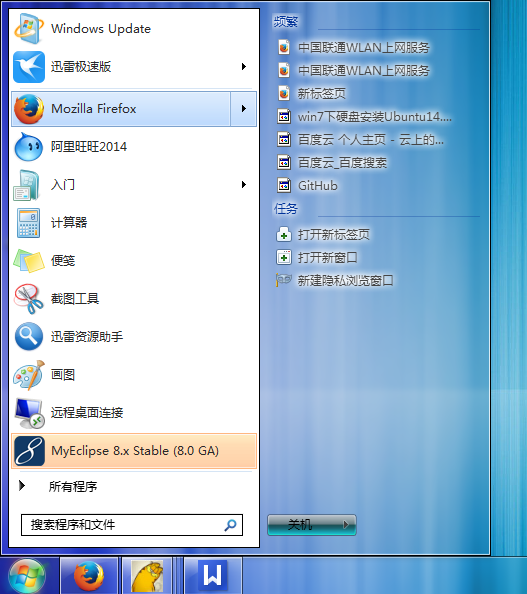 Windows Update
迅雷极速版
Mozilla Firefox
阿里旺旺2014
入门
计算器
便笺
截图工具
迅雷资源助手
画图
远程桌面连接
MyEclipse 8.x Stable (8.0 GA)
所有程序
搜索程序和文件
频繁
中国联通WLAN上网服务
中国联通WLAN上网服务
新标签页
win7下硬盘安装Ubuntu14....
百度云 个人主页 - 云上的...
百度云_百度搜索
GitHub
任务
打开新标签页
打开新窗口
新建隐私浏览窗口
关机